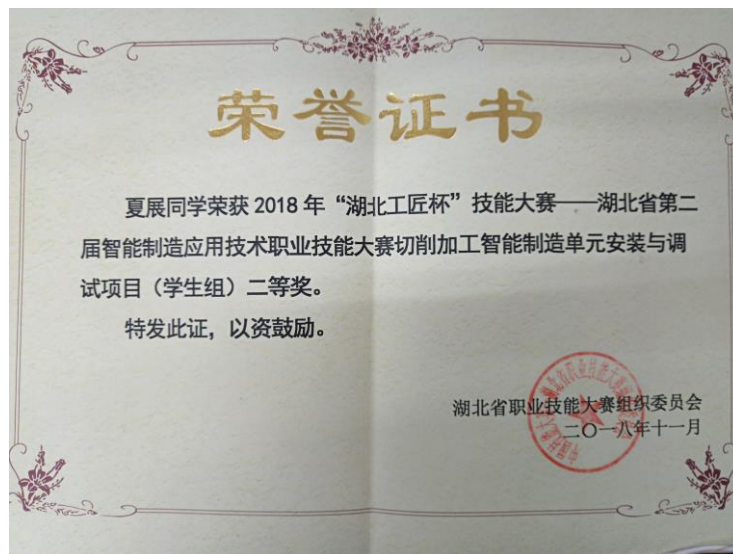 荣誉证书
夏展同学荣获 2018 年“湖北工匠杯”技能大赛——湖北省第二
届智能制造应用技术职业技能大赛切削加工智能制造单元安装与调
试项目（学生组）二等奖。
特发此证，以资鼓励。
湖北省职业技能大赛组织委员会
二〇一八年十一月